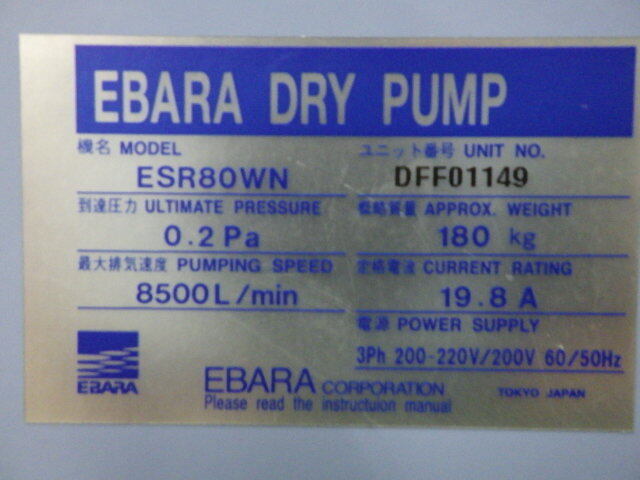 EBARA DRY PUMP
機名 MODEL
ESR80WN
ユニット番号 UNIT NO.
DFF01149
到達圧力 ULTIMATE PRESSURE
0.2 Pa
概略質量 APPROX. WEIGHT
180 kg
最大排気速度 PUMPING SPEED
8500L/min
定格電流 CURRENT RATING
19.8 A
電源 POWER SUPPLY
3Ph 200-220V/200V 60/50Hz
EBARA
EBARA CORPORATION
TOKYO JAPAN
Please read the instructuion manual